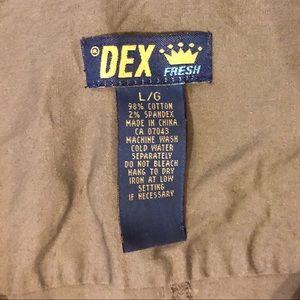 ® DEX
FRESH
L/G
98% COTTON
2% SPANDEX
MADE IN CHINA
CA 07043
MACHINE WASH
COLD WATER
SEPARATELY
DO NOT BLEACH
HANG TO DRY
IRON AT LOW
SETTING
IF NECESSARY